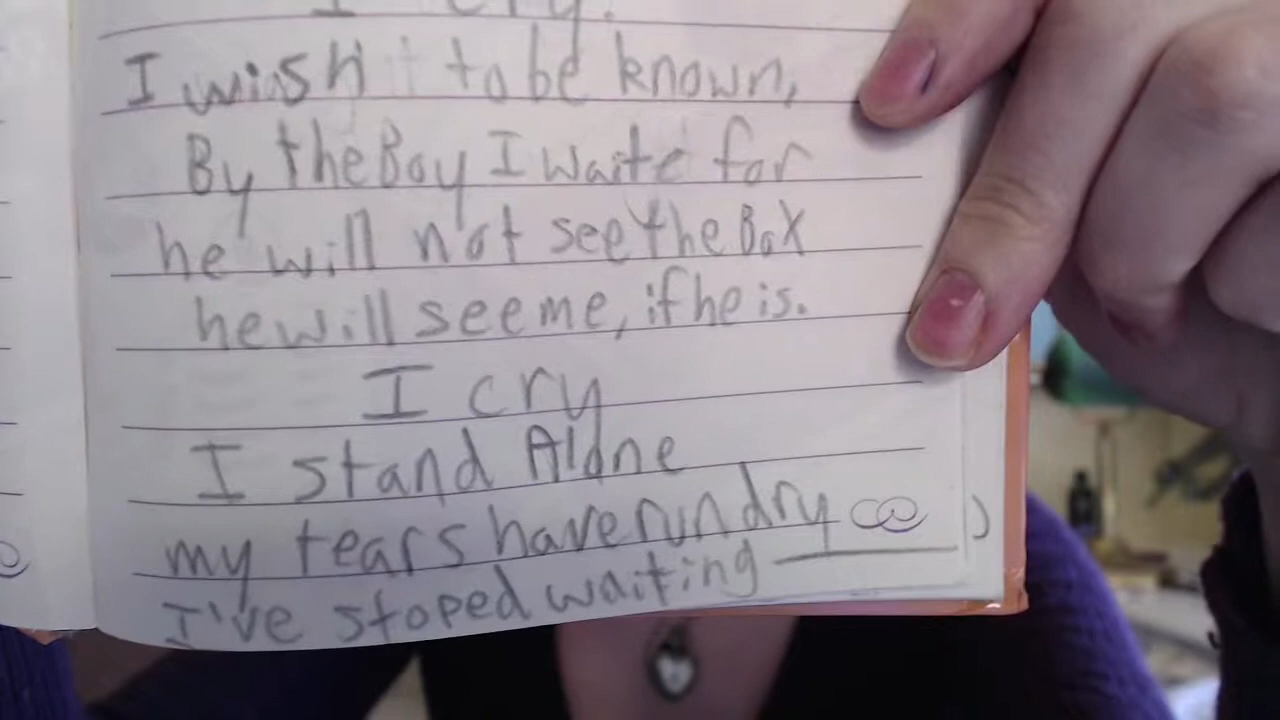 I cry.
I wish to be known,
By the Boy I waite for
he will not see the Box
he will see me, if he is.
I cry
I stand Alone
my tears have run dry
I've stoped waiting